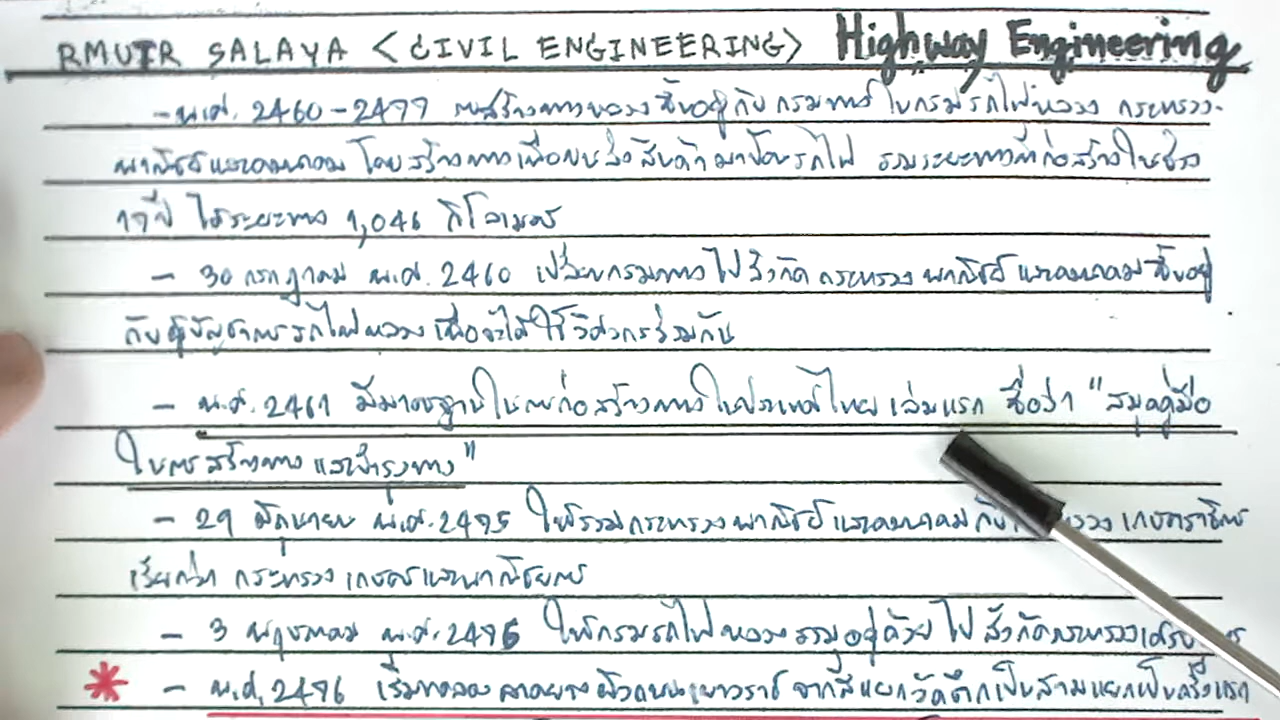 RMUTR SALAYA <CIVIL ENGINEERING> Highway Engineering
- พ.ศ. 2460-2477 การสร้างทางหลวง ขึ้นอยู่กับ กรมทาง ในกรมรถไฟหลวง กระทรวง-
พาณิชย์และคมนาคม โดยสร้างทางเพื่อขนส่งสินค้า มาป้อนรถไฟ รวมระยะทางที่ก่อสร้างในช่วง
17 ปี ได้ระยะทาง 1,046 กิโลเมตร
- 30 กรกฎาคม พ.ศ. 2460 เปลี่ยนกรมทาง ไปสังกัด กระทรวง พาณิชย์ และคมนาคม ขึ้นอยู่
กับ ผู้บัญชาการรถไฟหลวง เพื่อจะได้ ใช้วิศวกรร่วมกัน
- พ.ศ. 2461 มีมาตรฐานในการก่อสร้างทางในประเทศไทย เล่มแรก ชื่อว่า "สมุดคู่มือ
ในการสร้างทาง และบำรุงทาง"
- 29 มิถุนายน พ.ศ. 2475 ให้รวมกระทรวงพาณิชย์ และคมนาคม กับ เกษตราธิการ
เรียกว่า กระทรวง เกษตรและพาณิชยการ
- 3 พฤษภาคม พ.ศ. 2476 ให้กรมรถไฟหลวง รวมอยู่ด้วย ไปสังกัดกระทรวง
- พ.ศ. 2476 เริ่มทดลอง ลาดยาง ผิวถนนเยาวราช จากสี่แยกวัดตึกเป็นสามแยกเป็นครั้งแรก